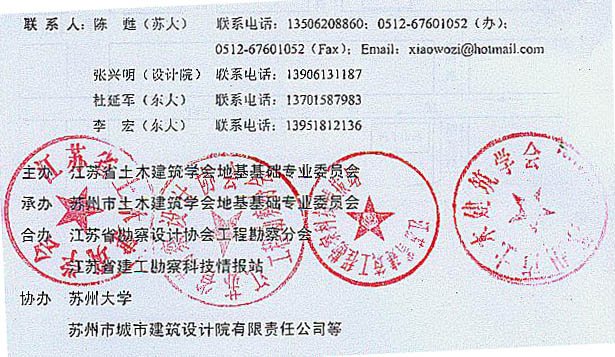 联 系 人：陈 甦（苏大） 联系电话：13506208860；0512-67601052（办）；
0512-67601052（Fax）；Email：xiaowozi@hotmail.com
张兴明（设计院） 联系电话：13906131187
杜延军（东大） 联系电话：13701587983
李 宏（东大） 联系电话：13951812136
主办 江苏省土木建筑学会地基基础专业委员会
承办 苏州市土木建筑学会地基基础专业委员会
合办 江苏省勘察设计协会工程勘察分会
江苏省建工勘察科技情报站
协办 苏州大学
苏州市城市建筑设计院有限责任公司等